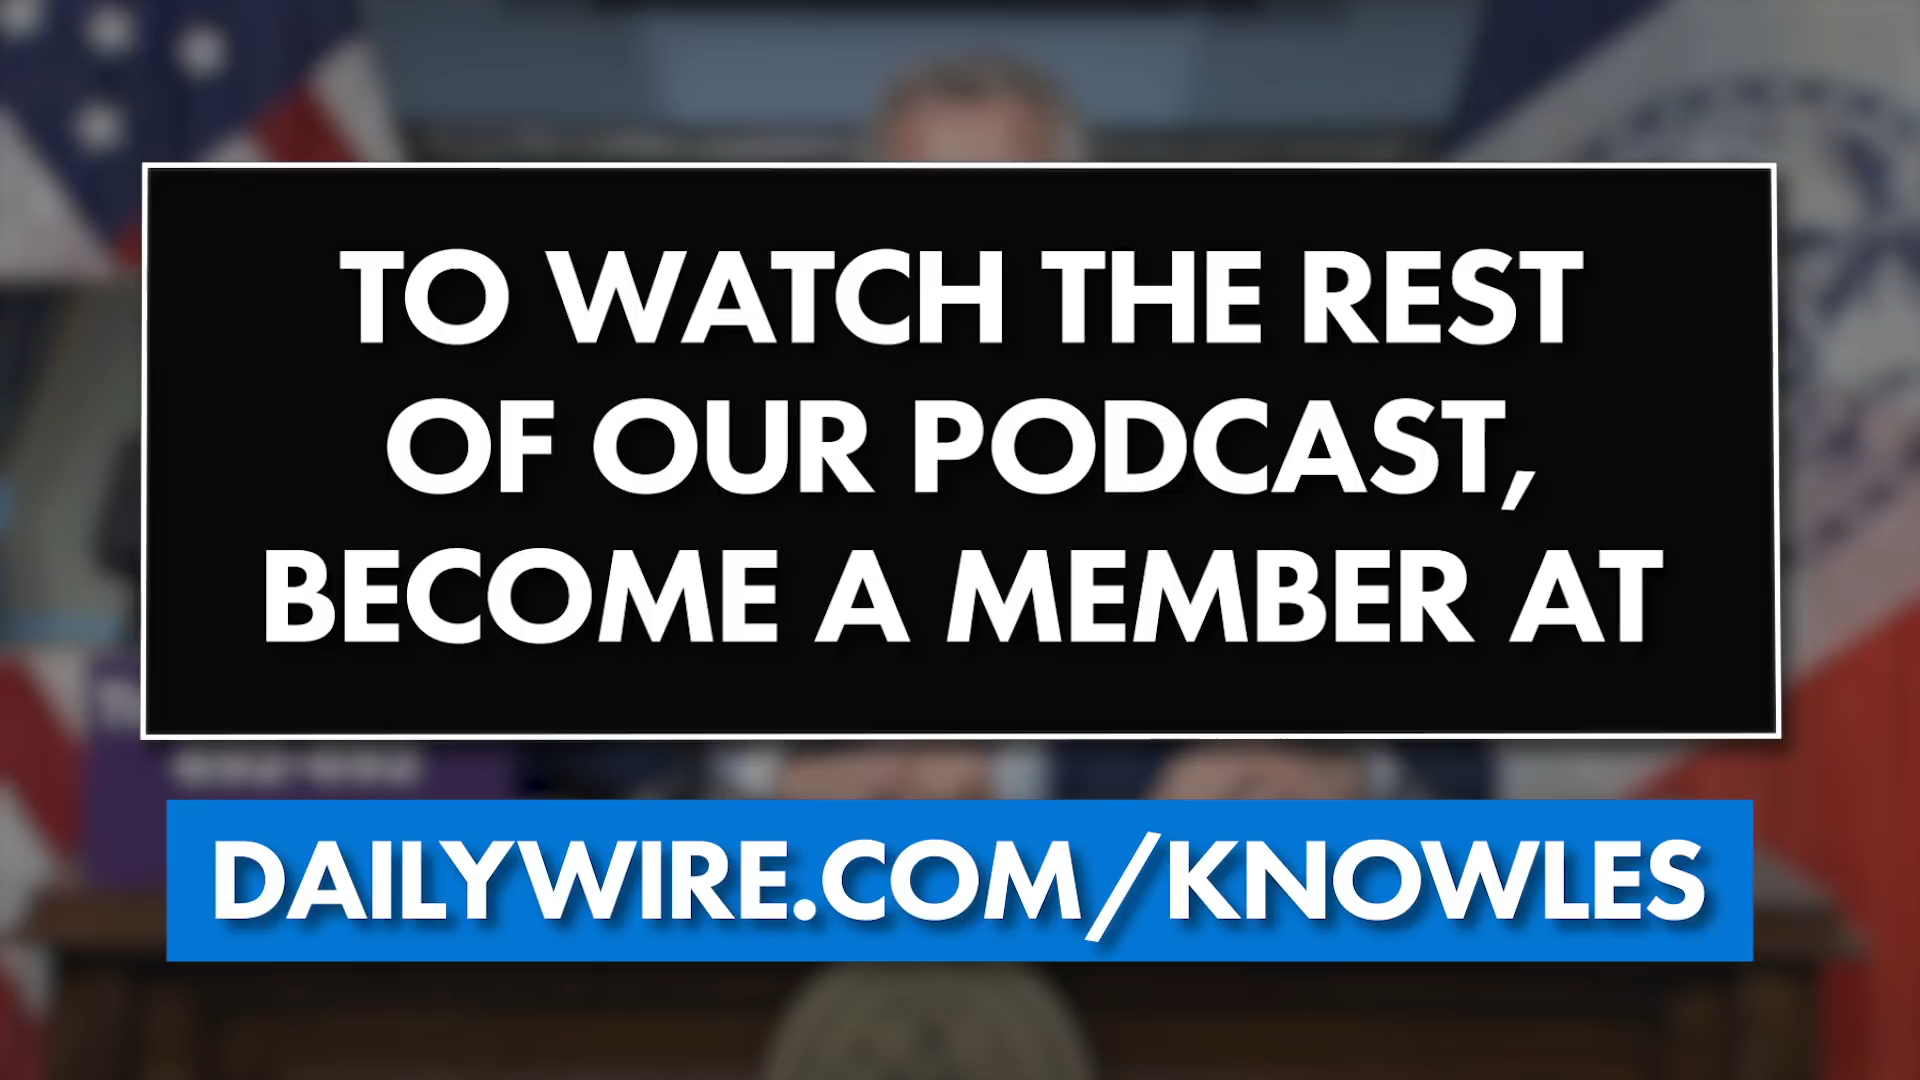 TO WATCH THE REST
OF OUR PODCAST,
BECOME A MEMBER AT
DAILYWIRE.COM/KNOWLES